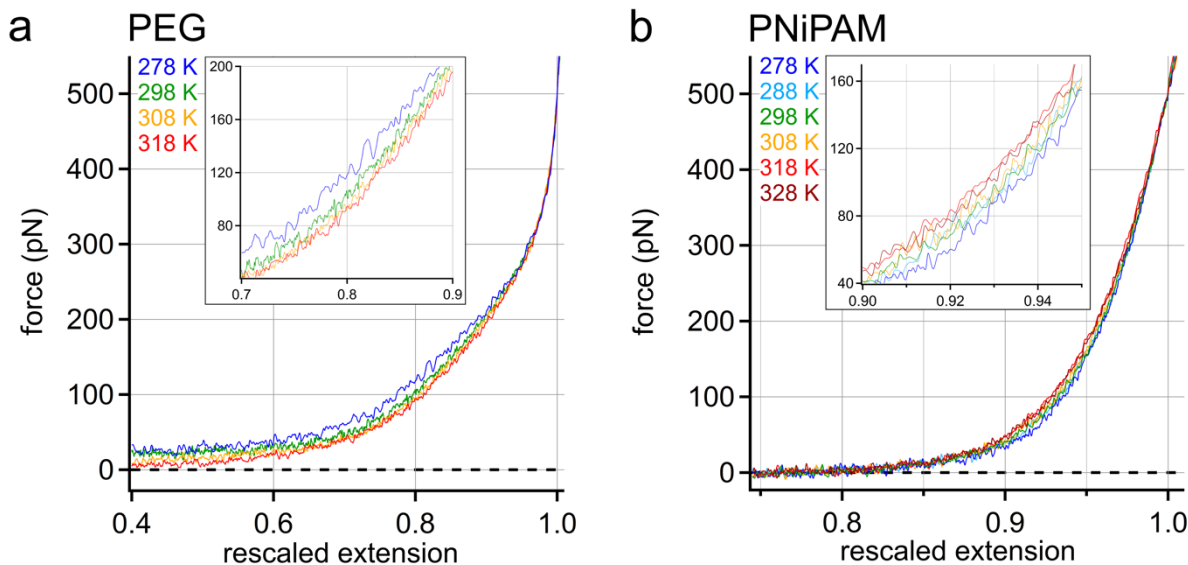 a PEG
278 K
298 K
308 K
318 K
force (pN)
500
400
300
200
100
0
0.4 0.6 0.8 1.0
rescaled extension
200
160
120
80
0.7 0.8 0.9
b PNiPAM
278 K
288 K
298 K
308 K
318 K
328 K
force (pN)
500
400
300
200
100
0
0.8 0.9 1.0
rescaled extension
160
120
80
40
0.90 0.92 0.94